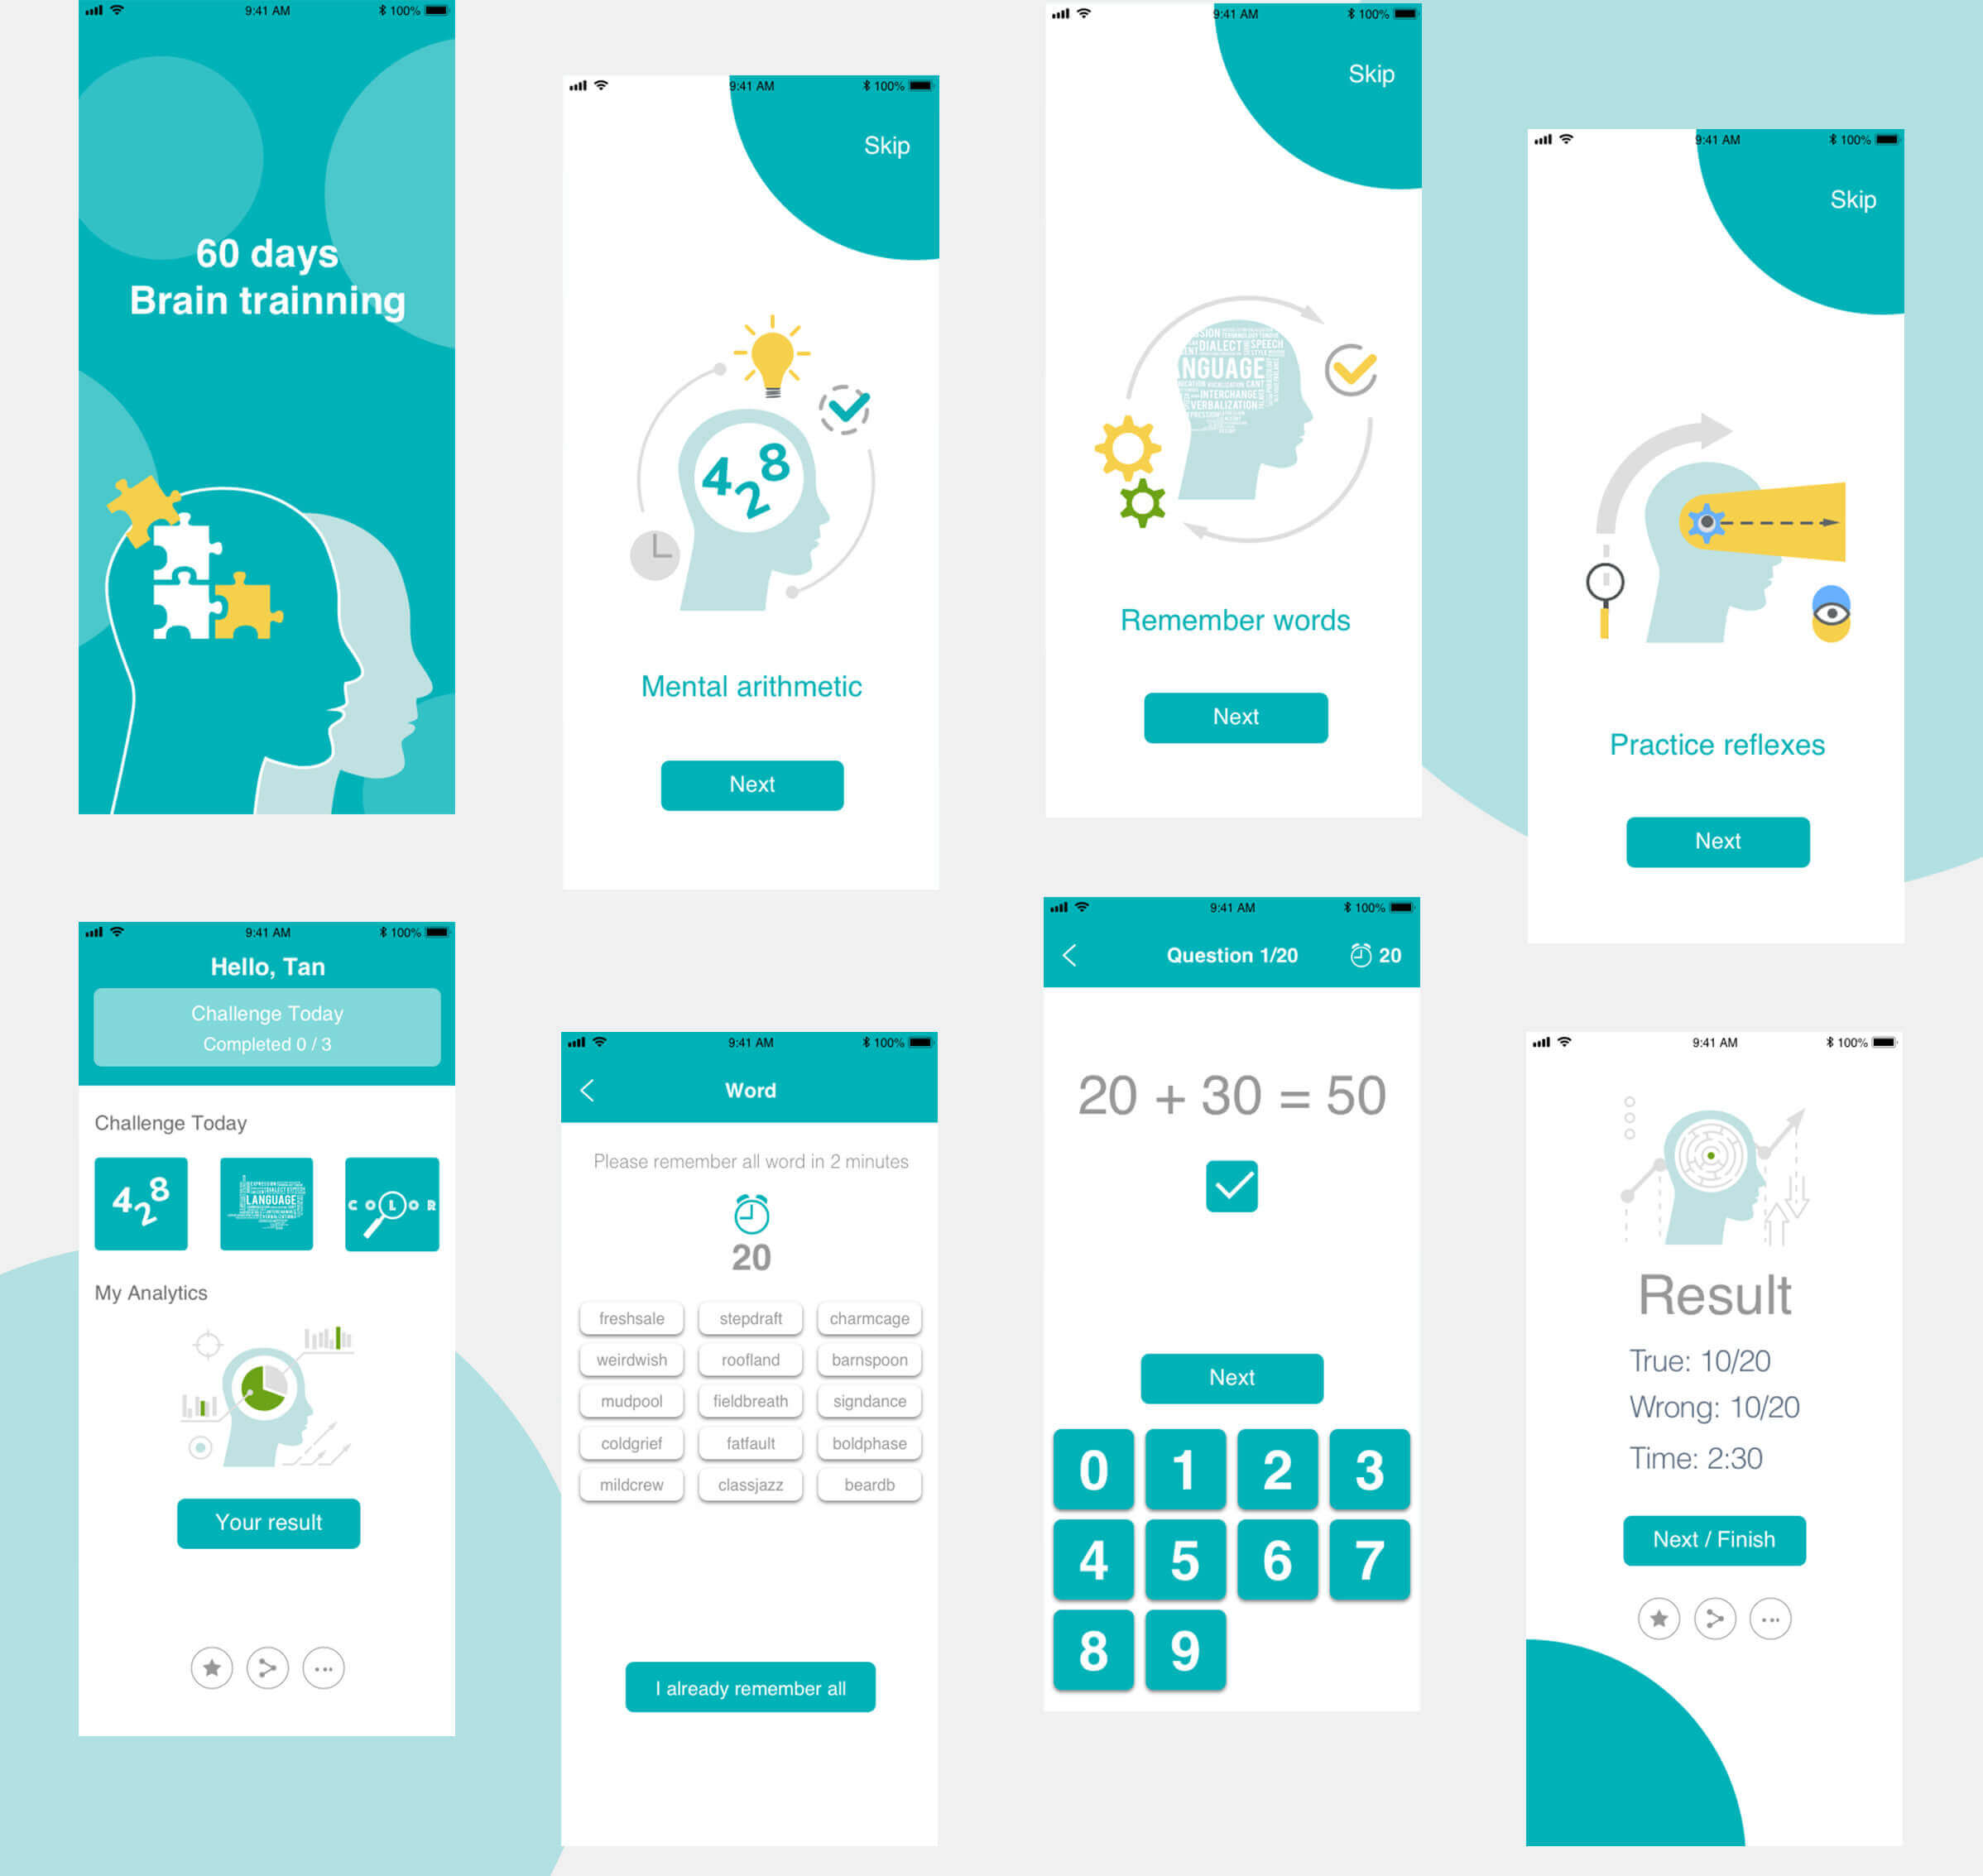 9:41 AM
100%
60 days
Brain trainning
9:41 AM
100%
Skip
4 2 8
Mental arithmetic
Next
9:41 AM
100%
Skip
DIALECT
SPEECH
STYLE
NGUAGE
INTERCHANGE
VERBALIZATION
Remember words
Next
9:41 AM
100%
Skip
Practice reflexes
Next
9:41 AM
100%
Hello, Tan
Challenge Today
Completed 0 / 3
Challenge Today
4 2 8
LANGUAGE
COLOR
My Analytics
Your result
9:41 AM
100%
Word
Please remember all word in 2 minutes
20
freshsale stepdraft charmcage
weirdwish roofland barnspoon
mudpool fieldbreath signdance
coldgrief fatfault boldphase
mildcrew classjazz beardb
I already remember all
9:41 AM
100%
Question 1/20
20
20 + 30 = 50
Next
0 1 2 3
4 5 6 7
8 9
9:41 AM
100%
Result
True: 10/20
Wrong: 10/20
Time: 2:30
Next / Finish